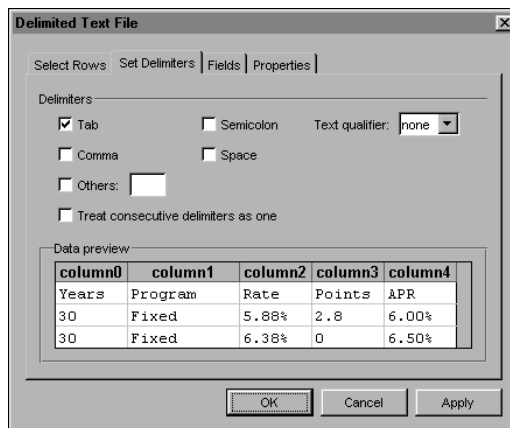 Delimited Text File
Select Rows Set Delimiters Fields Properties
Delimiters
Tab Semicolon Text qualifier: none
Comma Space
Others:
Treat consecutive delimiters as one
Data preview
column0 column1 column2 column3 column4
Years Program Rate Points APR
30 Fixed 5.88% 2.8 6.00%
30 Fixed 6.38% 0 6.50%
OK Cancel Apply